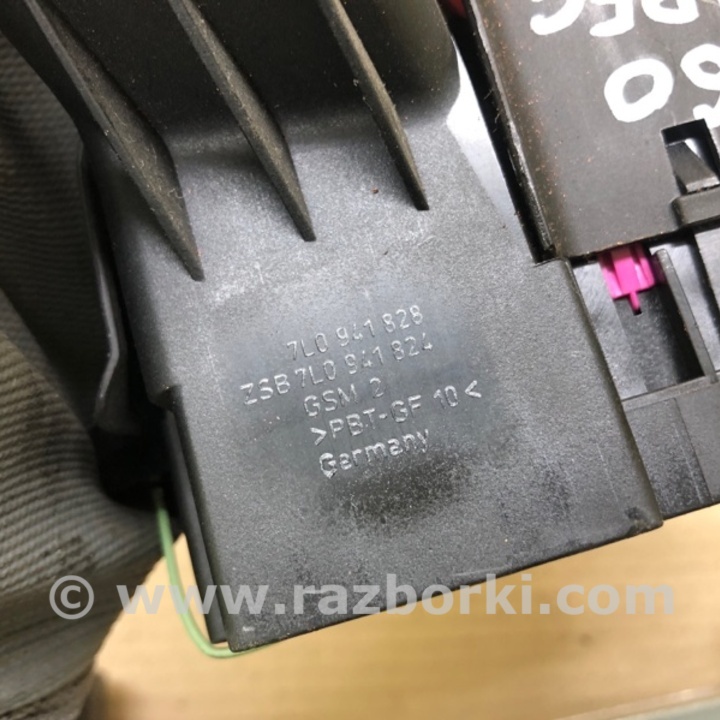 7L0 941 828
ZSB 7L0 941 824
GSM 2
>PBT-GF 10<
Germany
© www.razborki.com